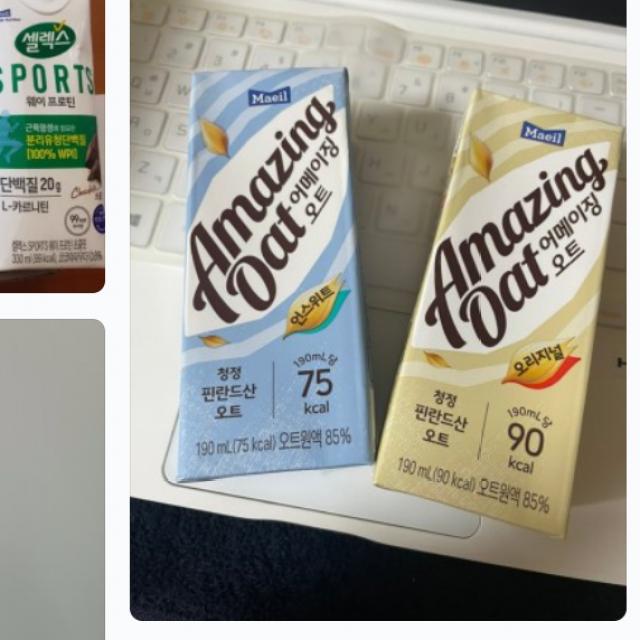 셀렉스
SPORTS
웨이 프로틴
분리유청단백질
[100% WPI]
단백질 20g
L-카르니틴
Maeil
Amazing
Oat
어메이징
오트
언스위트
청정
핀란드산
오트
190mL당
75
kcal
190 mL(75 kcal) 오트원액 85%
Maeil
Amazing
Oat
어메이징
오트
오리지널
청정
핀란드산
오트
190mL당
90
kcal
190 mL(90 kcal) 오트원액 85%